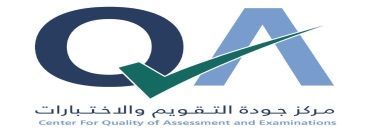 QA
مركز جودة التقويم والاختبارات
Center For Quality of Assessment and Examinations